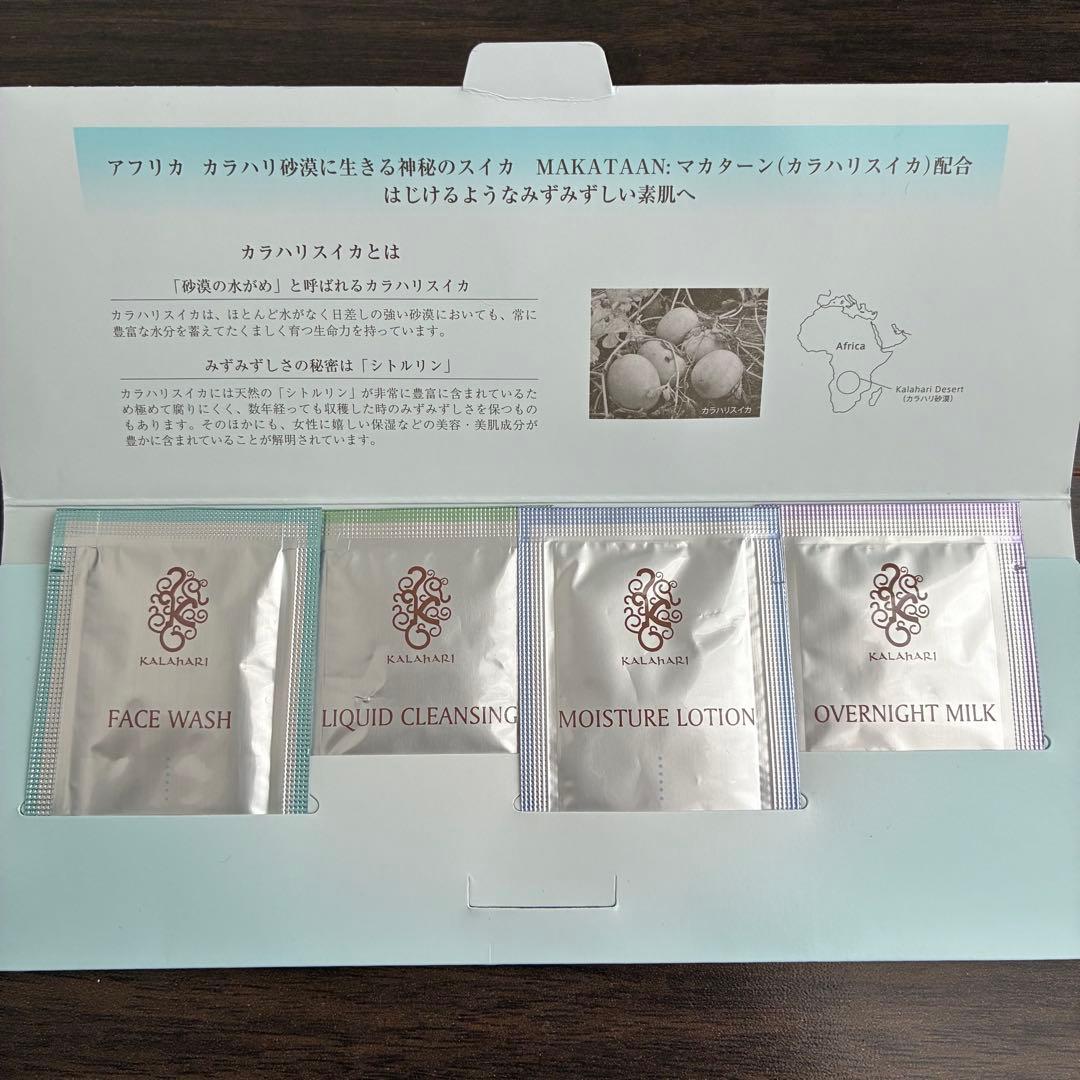 アフリカ カラハリ砂漠に生きる神秘のスイカ MAKATAAN: マカターン(カラハリスイカ)配合
はじけるようなみずみずしい素肌へ
カラハリスイカとは
「砂漠の水がめ」と呼ばれるカラハリスイカ
カラハリスイカは、ほとんど水がなく日差しの強い砂漠においても、常に
豊富な水分を蓄えてたくましく育つ生命力を持っています。
みずみずしさの秘密は「シトルリン」
カラハリスイカには天然の「シトルリン」が非常に豊富に含まれているた
め極めて腐りにくく、数年経っても収穫した時のみずみずしさを保つもの
もあります。そのほかにも、女性に嬉しい保湿などの美容・美肌成分が
豊かに含まれていることが解明されています。
カラハリスイカ
Africa
Kalahari Desert
(カラハリ砂漠)
KALAhARI
FACE WASH
KALAhARI
LIQUID CLEANSING
KALAhARI
MOISTURE LOTION
KALAhARI
OVERNIGHT MILK